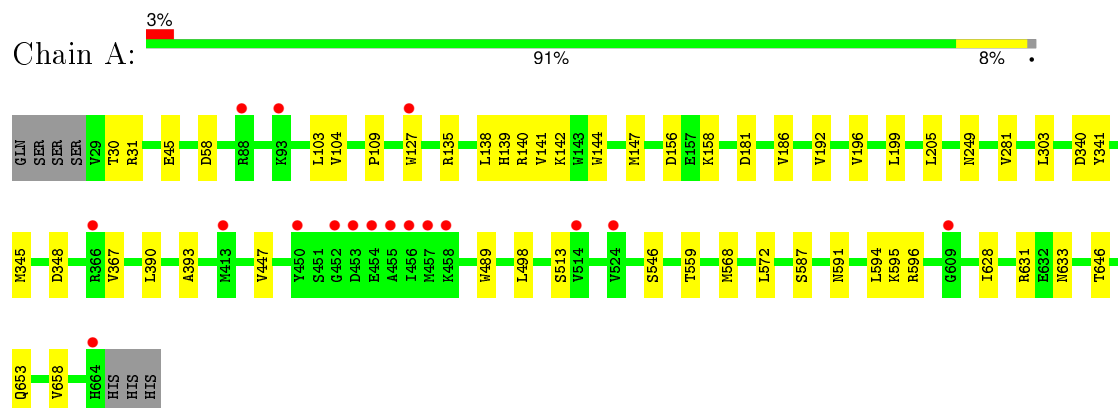 3%
Chain A:
91% 8% •
GLN SER SER SER V29 T30 R31 E45 D58 R88 K93 L103 V104 P109 W127 R135 L138 H139 R140 V141 K142 W143 W144 M147 D156 E157 K158 D181 V186 V192 V196 L199 L205 N249 V281 L303 D340 Y341
M345 D348 R366 V367 L390 A393 M413 V447 Y450 S451 G452 D453 E454 A455 I456 M457 K458 W489 L498 S513 V514 V524 S546 T559 M568 L572 S587 N591 L594 K595 R596 G609 I628 R631 E632 N633 T646
Q653 V658 H664 HIS HIS HIS